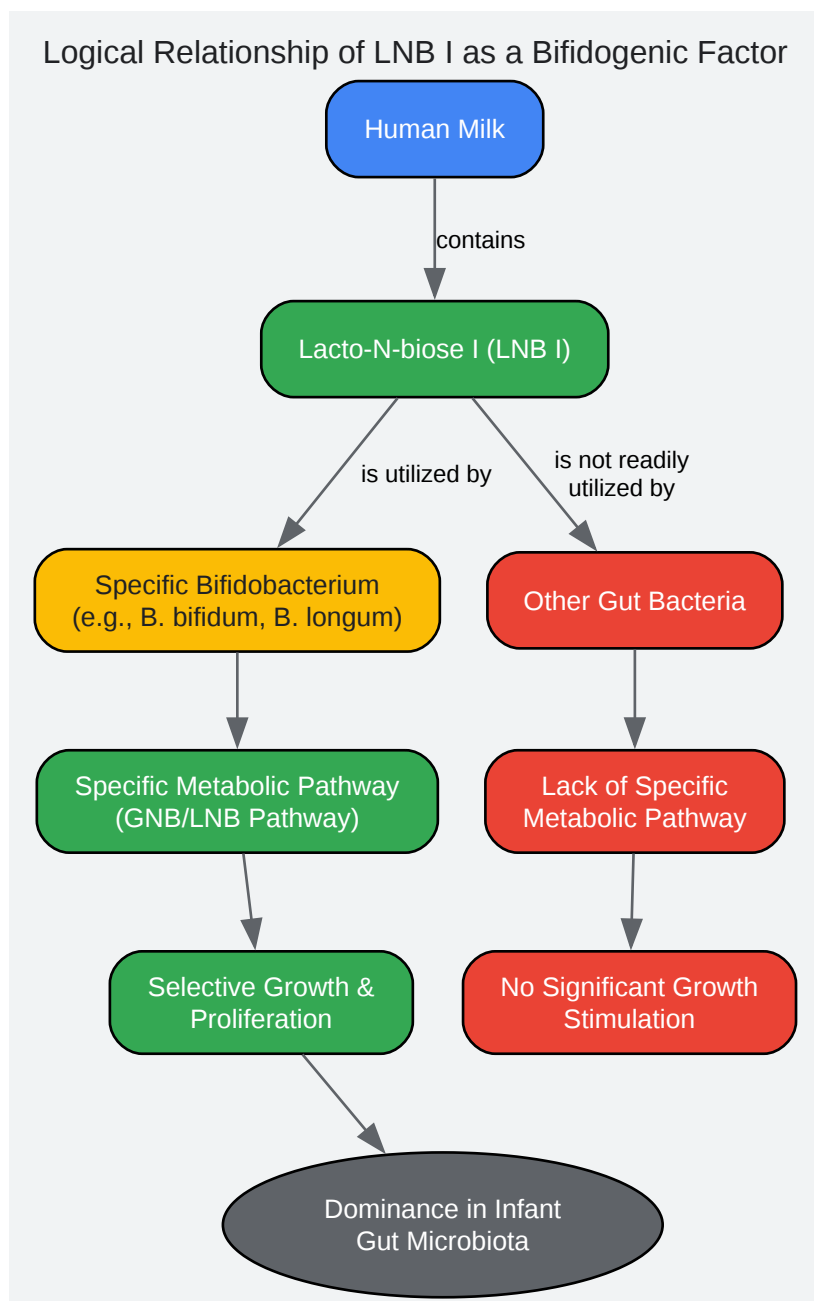 Logical Relationship of LNB I as a Bifidogenic Factor
Human Milk
contains
Lacto-N-biose I (LNB I)
is utilized by
is not readily
utilized by
Specific Bifidobacterium
(e.g., B. bifidum, B. longum)
Other Gut Bacteria
Specific Metabolic Pathway
(GNB/LNB Pathway)
Lack of Specific
Metabolic Pathway
Selective Growth &
Proliferation
No Significant Growth
Stimulation
Dominance in Infant
Gut Microbiota